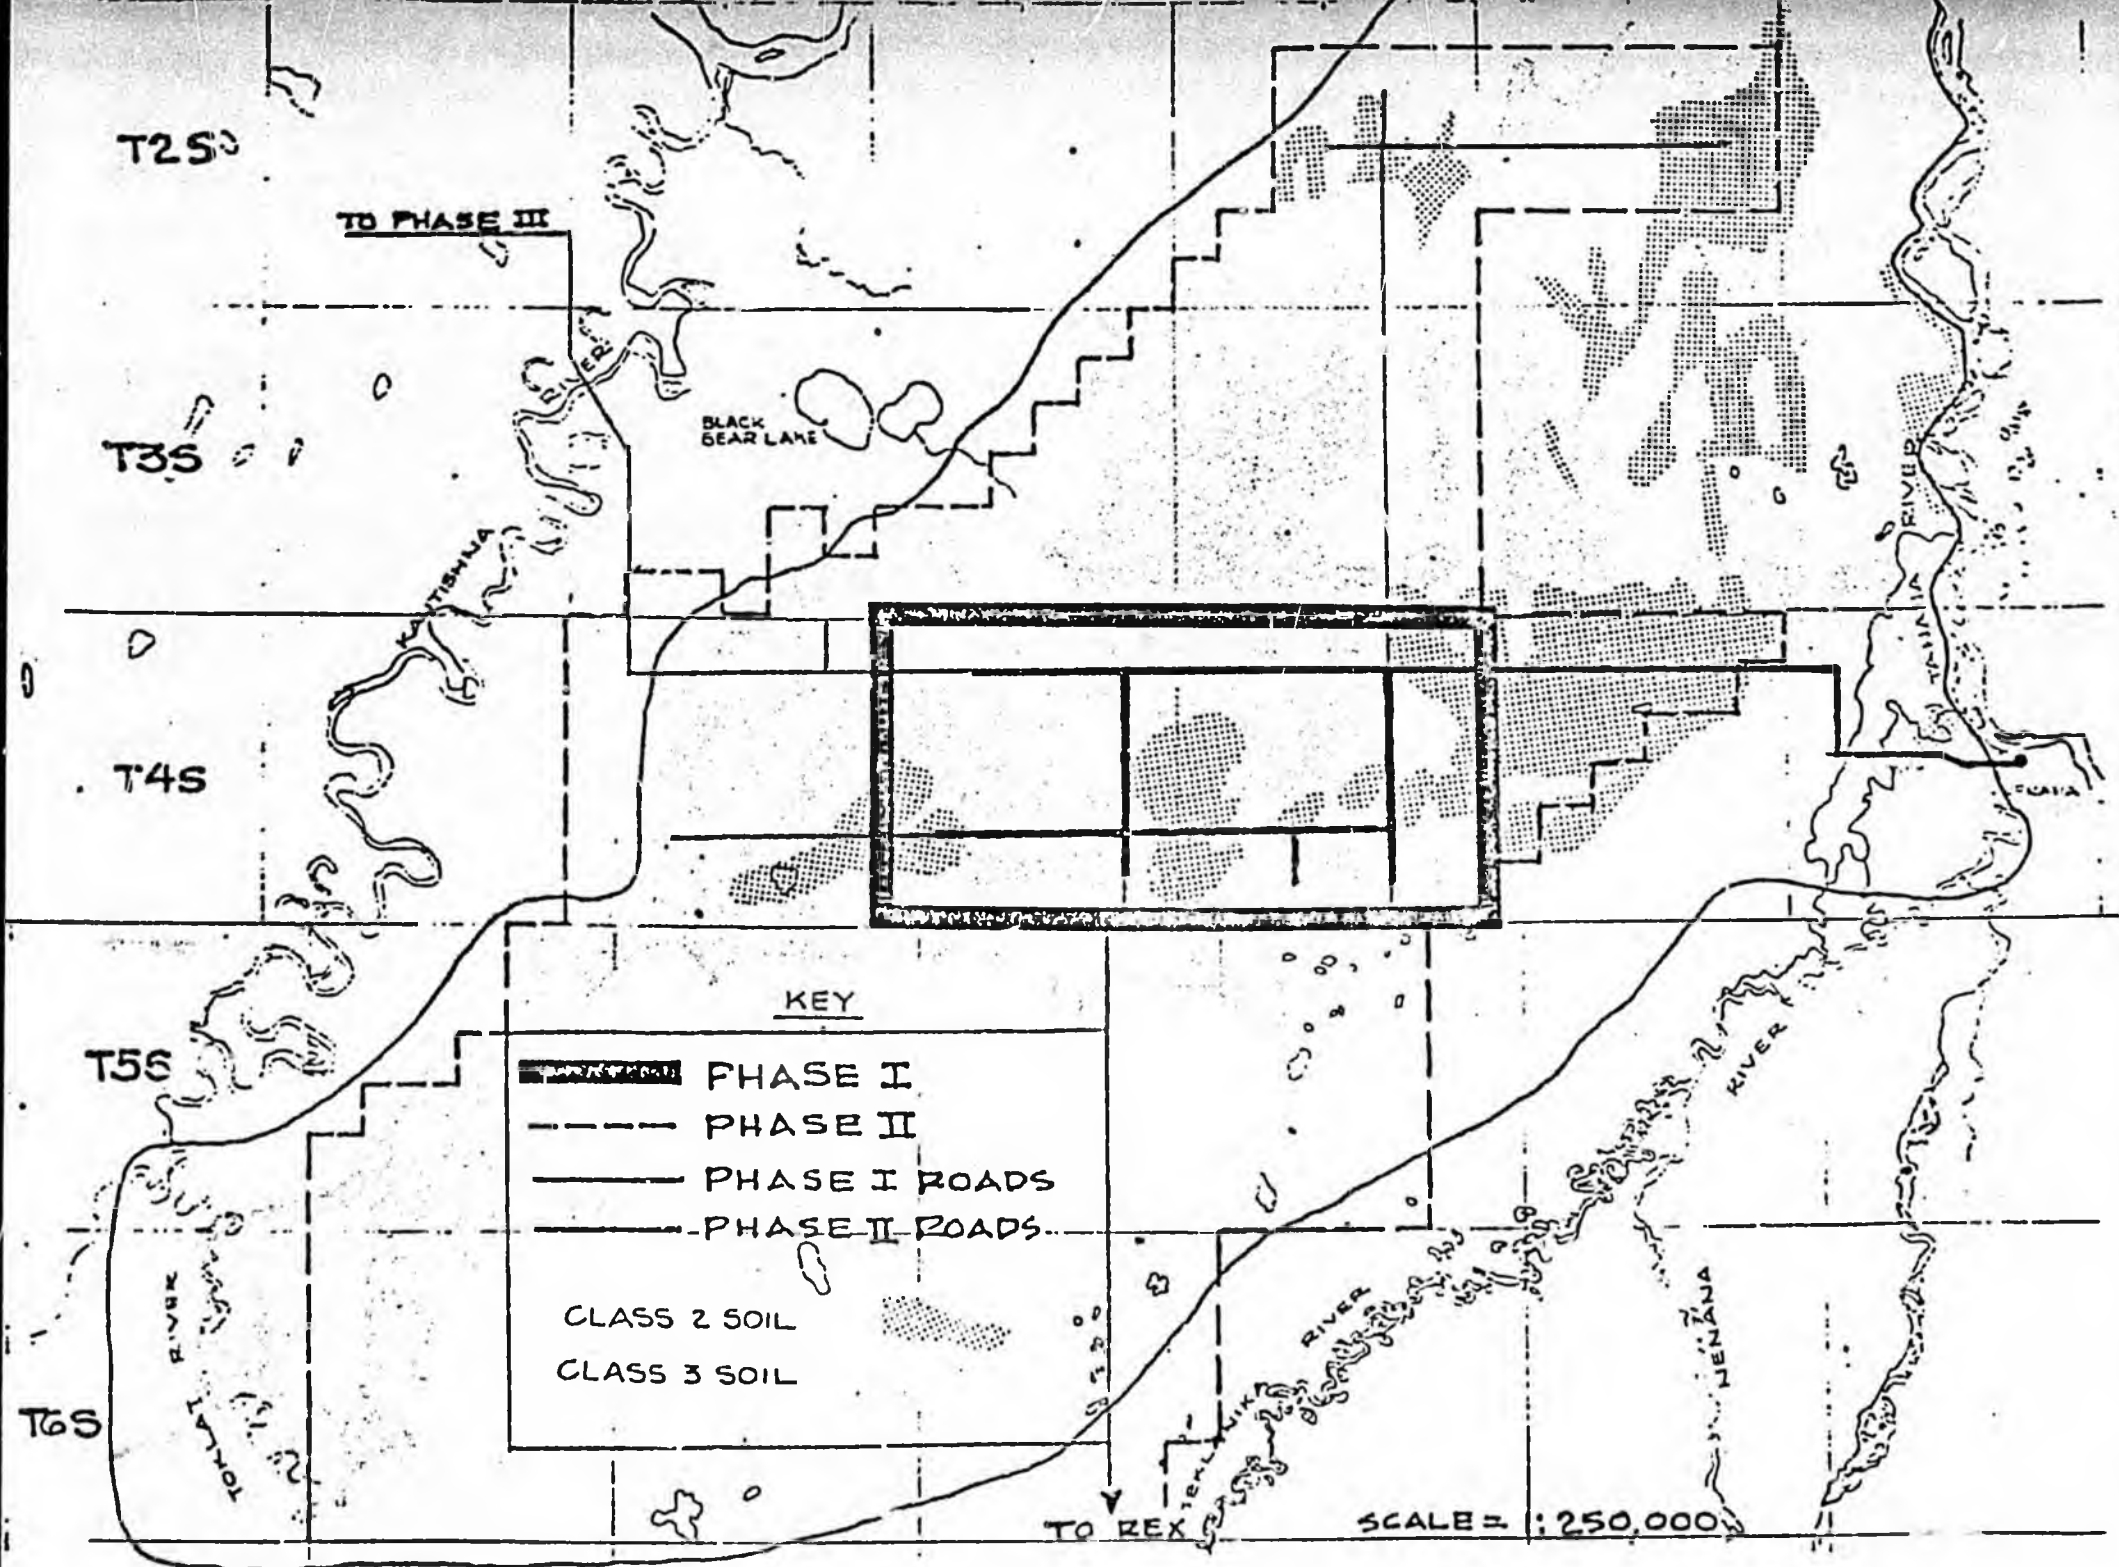 T2S
TO PHASE III
RIVER
BLACK
BEAR LAKE
T3S
RIVER
KANTISHNA
TANANA
T4S
KEY
PHASE I
T5S
RIVER
PHASE II
PHASE I ROADS
PHASE II ROADS
RIVER
RIVER
NENANA
CLASS 2 SOIL
CLASS 3 SOIL
T6S
TOKLAT
TO REX
SCALE = 1:250,000